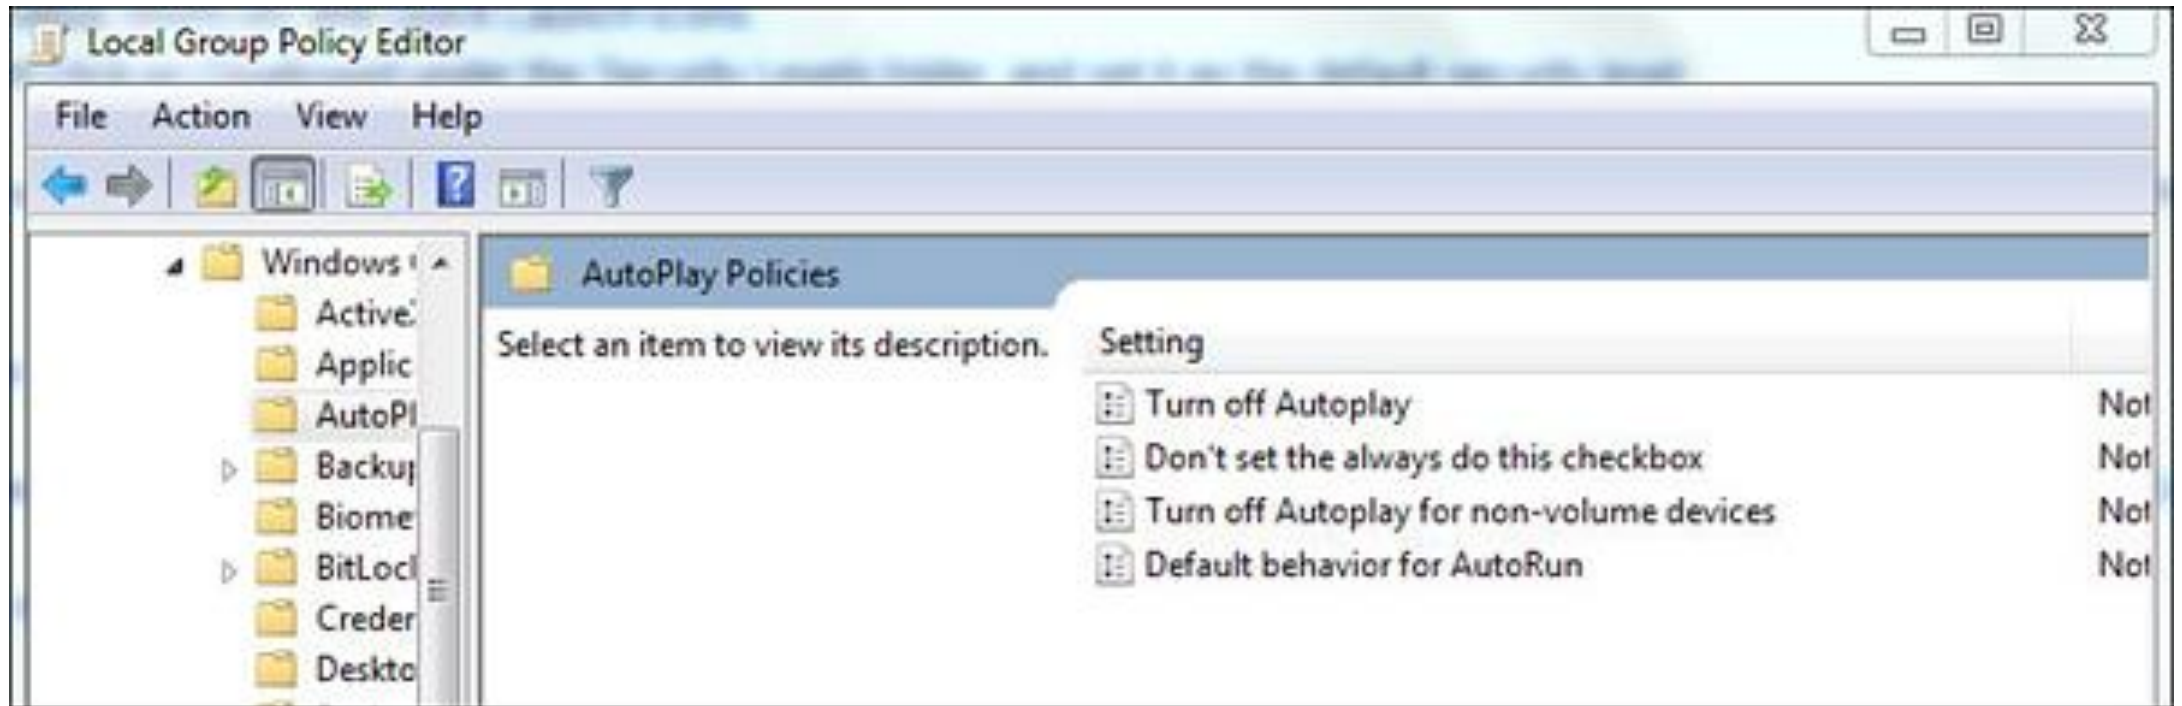 Local Group Policy Editor
File Action View Help
Windows
Active
Applic
AutoPl
Backup
Biome
BitLocl
Creder
Deskto
AutoPlay Policies
Select an item to view its description.
Setting
Turn off Autoplay Not
Don't set the always do this checkbox Not
Turn off Autoplay for non-volume devices Not
Default behavior for AutoRun Not